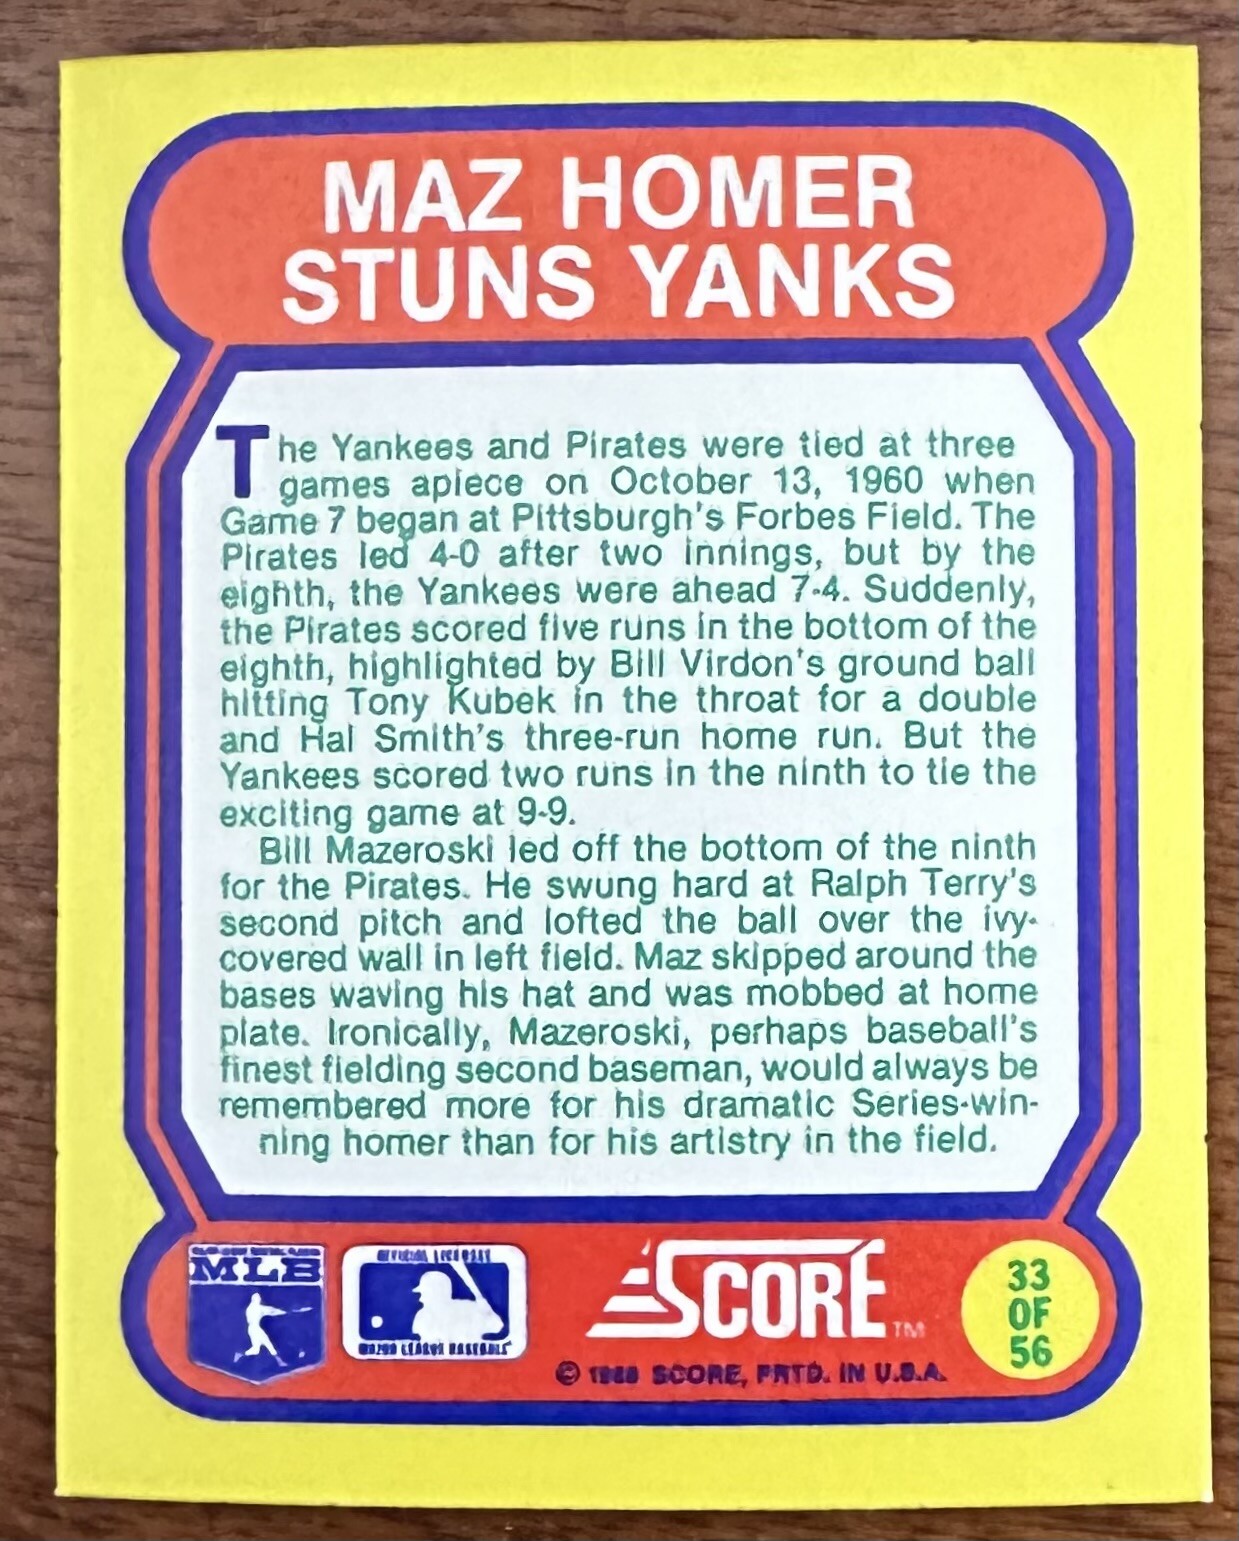 MAZ HOMER
STUNS YANKS
The Yankees and Pirates were tied at three
games apiece on October 13, 1960 when
Game 7 began at Pittsburgh's Forbes Field. The
Pirates led 4-0 after two innings, but by the
eighth, the Yankees were ahead 7-4. Suddenly,
the Pirates scored five runs in the bottom of the
eighth, highlighted by Bill Virdon's ground ball
hitting Tony Kubek in the throat for a double
and Hal Smith's three-run home run. But the
Yankees scored two runs in the ninth to tie the
exciting game at 9-9.
Bill Mazeroski led off the bottom of the ninth
for the Pirates. He swung hard at Ralph Terry's
second pitch and lofted the ball over the ivy-
covered wall in left field. Maz skipped around the
bases waving his hat and was mobbed at home
plate. Ironically, Mazeroski, perhaps baseball's
finest fielding second baseman, would always be
remembered more for his dramatic Series-win-
ning homer than for his artistry in the field.
MLB
OFFICIAL LICENSEE
MAJOR LEAGUE BASEBALL
SCORE TM
© 1988 SCORE, PRTD. IN U.S.A.
33
OF
56